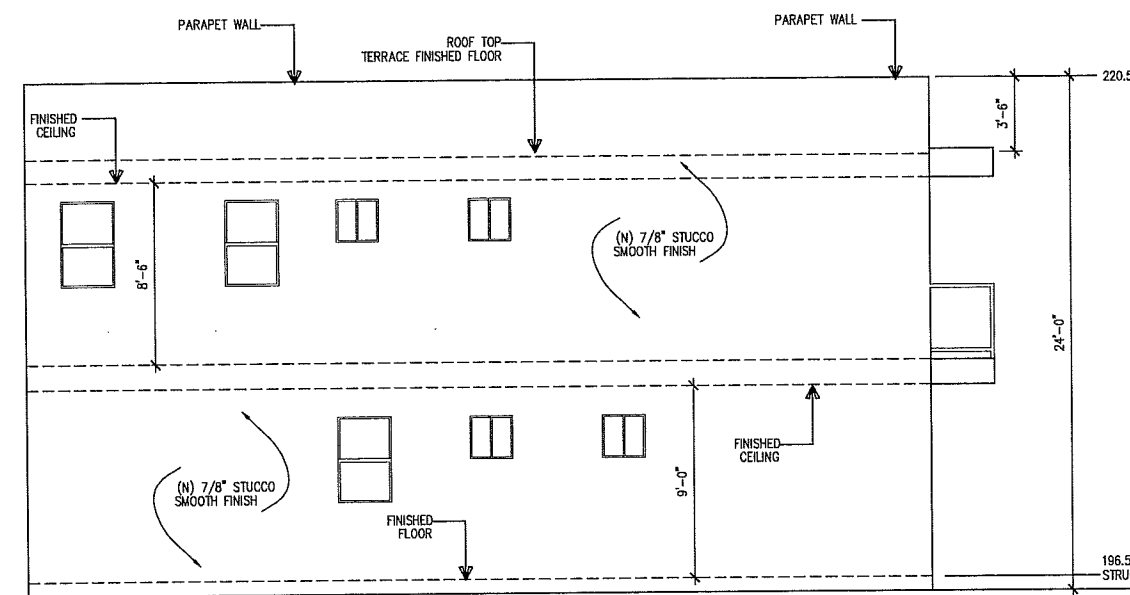 PARAPET WALL
PARAPET WALL
ROOF TOP
TERRACE FINISHED FLOOR
220.5
3'-6"
FINISHED
CEILING
(N) 7/8" STUCCO
SMOOTH FINISH
8'-6"
24'-0"
FINISHED
CEILING
9'-0"
(N) 7/8" STUCCO
SMOOTH FINISH
FINISHED
FLOOR
196.5
STRU